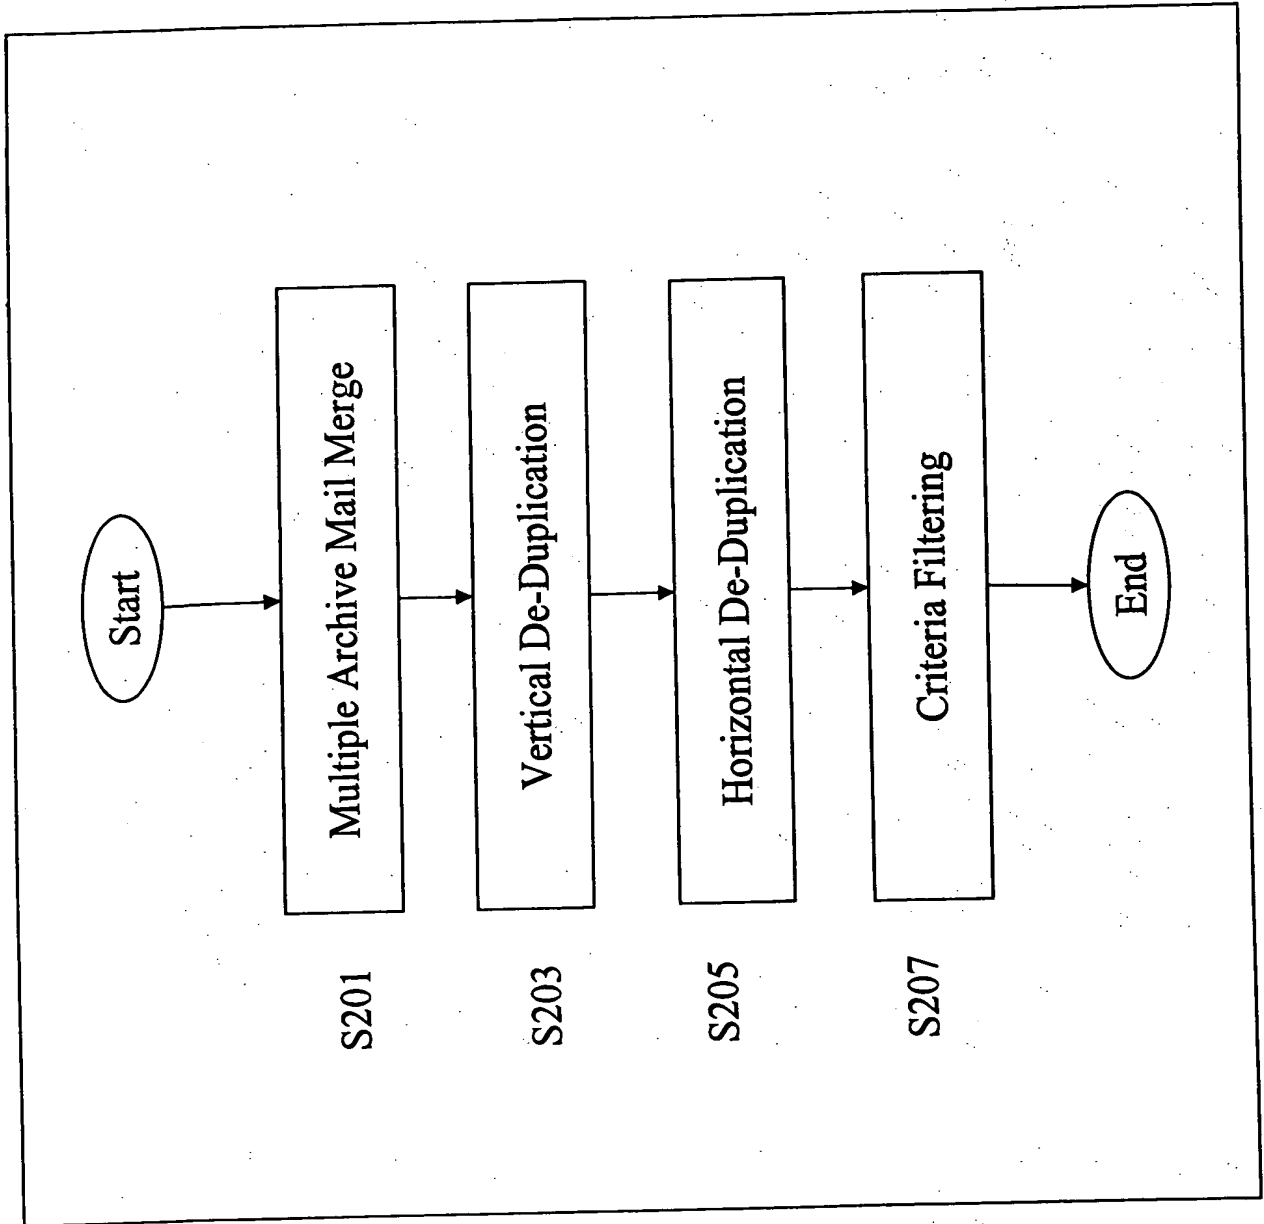 Start
S201
Multiple Archive Mail Merge
S203
Vertical De-Duplication
S205
Horizontal De-Duplication
S207
Criteria Filtering
End